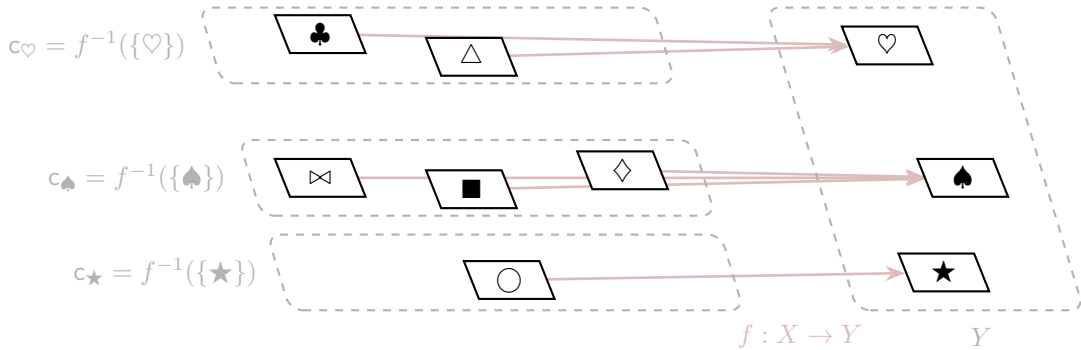 c♡ = f⁻¹({♡})
♣
△
♡
c♠ = f⁻¹({♠})
⋈
■
♢
♠
c★ = f⁻¹({★})
○
★
f : X → Y
Y